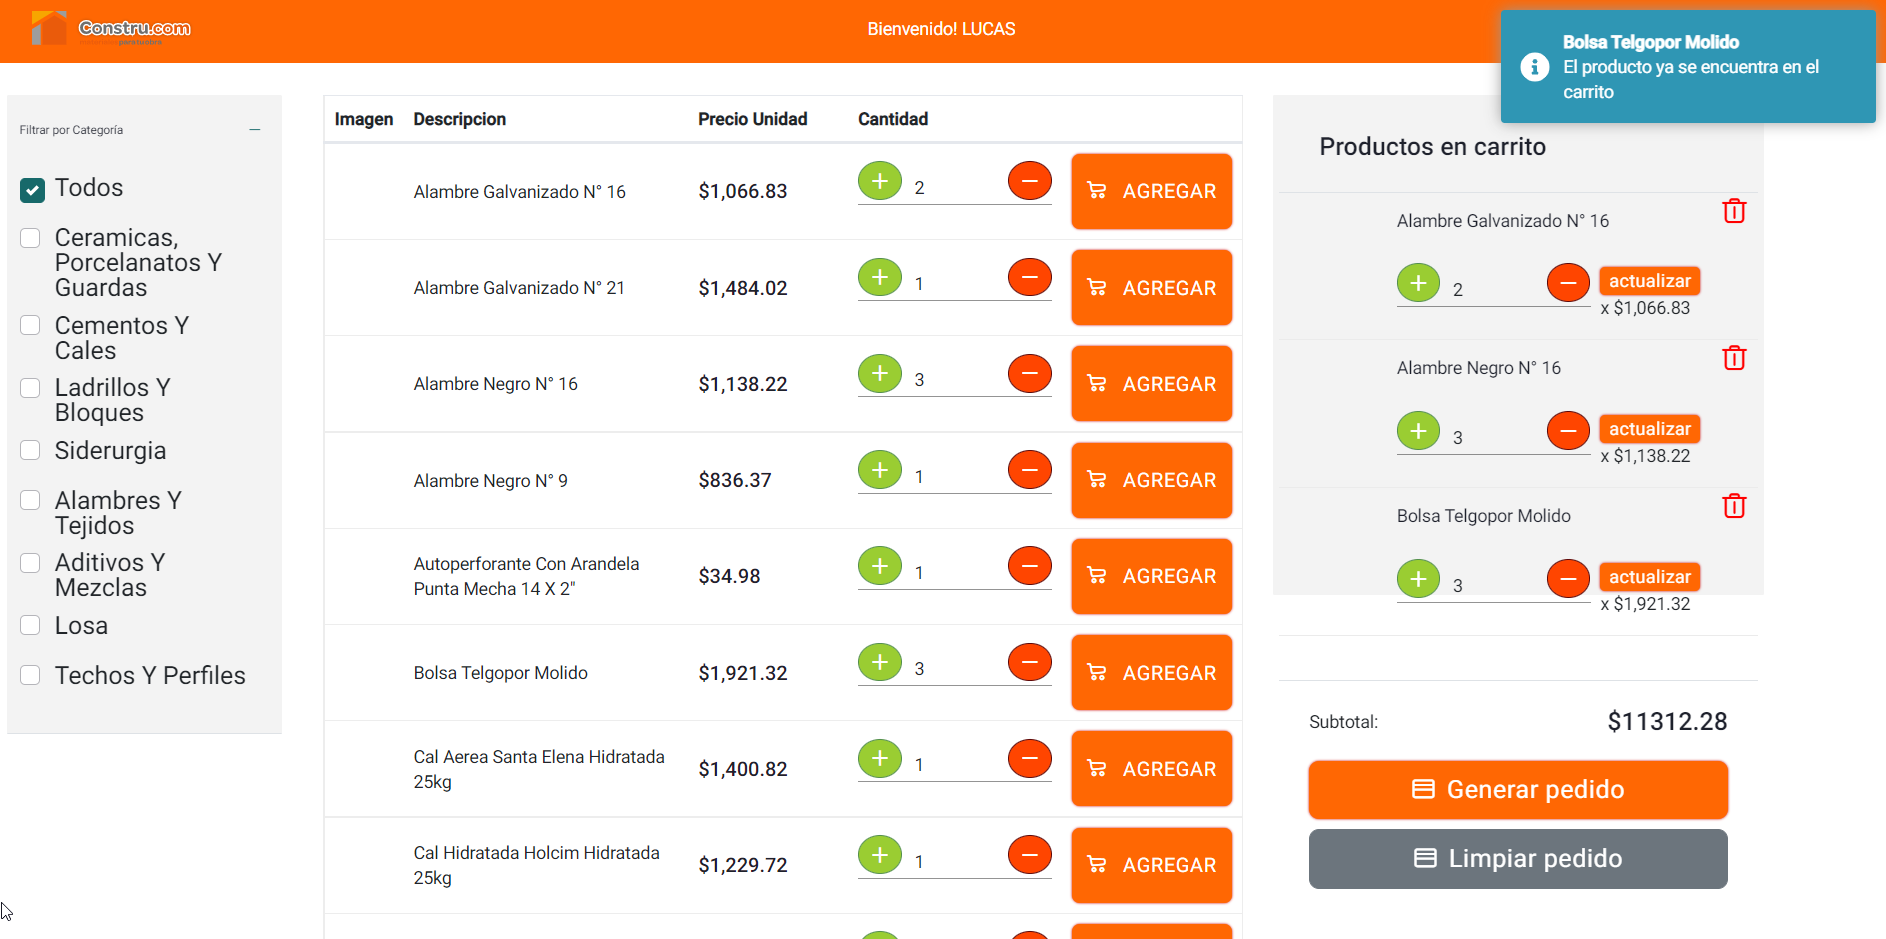 Constru.com
Bienvenido! LUCAS
Bolsa Telgopor Molido
El producto ya se encuentra en el
carrito
Filtrar por Categoría
Todos
Ceramicas,
Porcelanatos Y
Guardas
Cementos Y
Cales
Ladrillos Y
Bloques
Siderurgia
Alambres Y
Tejidos
Aditivos Y
Mezclas
Losa
Techos Y Perfiles
Imagen Descripcion Precio Unidad Cantidad
Alambre Galvanizado N° 16 $1,066.83 2 AGREGAR
Alambre Galvanizado N° 21 $1,484.02 1 AGREGAR
Alambre Negro N° 16 $1,138.22 3 AGREGAR
Alambre Negro N° 9 $836.37 1 AGREGAR
Autoperforante Con Arandela
Punta Mecha 14 X 2" $34.98 1 AGREGAR
Bolsa Telgopor Molido $1,921.32 3 AGREGAR
Cal Aerea Santa Elena Hidratada
25kg $1,400.82 1 AGREGAR
Cal Hidratada Holcim Hidratada
25kg $1,229.72 1 AGREGAR
Productos en carrito
Alambre Galvanizado N° 16
2 actualizar
x $1,066.83
Alambre Negro N° 16
3 actualizar
x $1,138.22
Bolsa Telgopor Molido
3 actualizar
x $1,921.32
Subtotal: $11312.28
Generar pedido
Limpiar pedido